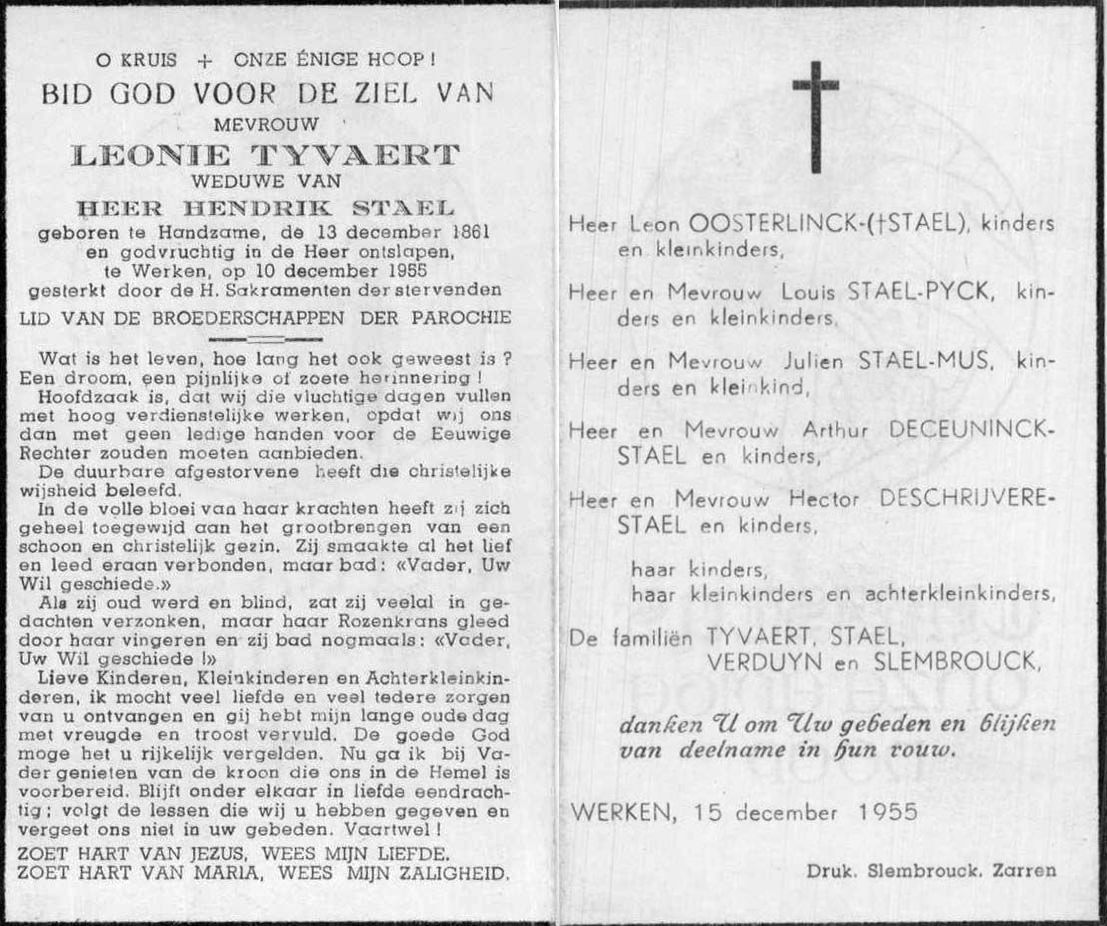 O KRUIS + ONZE ÉNIGE HOOP !
BID GOD VOOR DE ZIEL VAN
MEVROUW
LEONIE TYVAERT
WEDUWE VAN
HEER HENDRIK STAEL
geboren te Handzame, de 13 december 1861
en godvruchtig in de Heer ontslapen,
te Werken, op 10 december 1955
gesterkt door de H. Sakramenten der stervenden
LID VAN DE BROEDERSCHAPPEN DER PAROCHIE
Wat is het leven, hoe lang het ook geweest is ?
Een droom, een pijnlijke of zoete herinnering !
Hoofdzaak is, dat wij die vluchtige dagen vullen
met hoog verdienstelijke werken, opdat wij ons
dan met geen ledige handen voor de Eeuwige
Rechter zouden moeten aanbieden.
De duurbare afgestorvene heeft die christelijke
wijsheid beleefd.
In de volle bloei van haar krachten heeft zij zich
geheel toegewijd aan het grootbrengen van een
schoon en christelijk gezin. Zij smaakte al het lief
en leed eraan verbonden, maar bad: «Vader, Uw
Wil geschiede.»
Als zij oud werd en blind, zat zij veelal in ge-
dachten verzonken, maar haar Rozenkrans gleed
door haar vingeren en zij bad nogmaals: «Vader,
Uw Wil geschiede !»
Lieve Kinderen, Kleinkinderen en Achterkleinkin-
deren, ik mocht veel liefde en veel tedere zorgen
van u ontvangen en gij hebt mijn lange oude dag
met vreugde en troost vervuld. De goede God
moge het u rijkelijk vergelden. Nu ga ik bij Va-
der genieten van de kroon die ons in de Hemel is
voorbereid. Blijft onder elkaar in liefde eendrach-
tig; volgt de lessen die wij u hebben gegeven en
vergeet ons niet in uw gebeden. Vaartwel !
ZOET HART VAN JEZUS, WEES MIJN LIEFDE.
ZOET HART VAN MARIA, WEES MIJN ZALIGHEID.
Heer Leon OOSTERLINCK-(†STAEL), kinders
en kleinkinders,
Heer en Mevrouw Louis STAEL-PYCK, kin-
ders en kleinkinders,
Heer en Mevrouw Julien STAEL-MUS, kin-
ders en kleinkind,
Heer en Mevrouw Arthur DECEUNINCK-
STAEL en kinders,
Heer en Mevrouw Hector DESCHRIJVERE-
STAEL en kinders,
haar kinders,
haar kleinkinders en achterkleinkinders,
De familiën TYVAERT, STAEL,
VERDUYN en SLEMBROUCK,
danken U om Uw gebeden en blijken
van deelname in hun rouw.
WERKEN, 15 december 1955
Druk. Slembrouck, Zarren